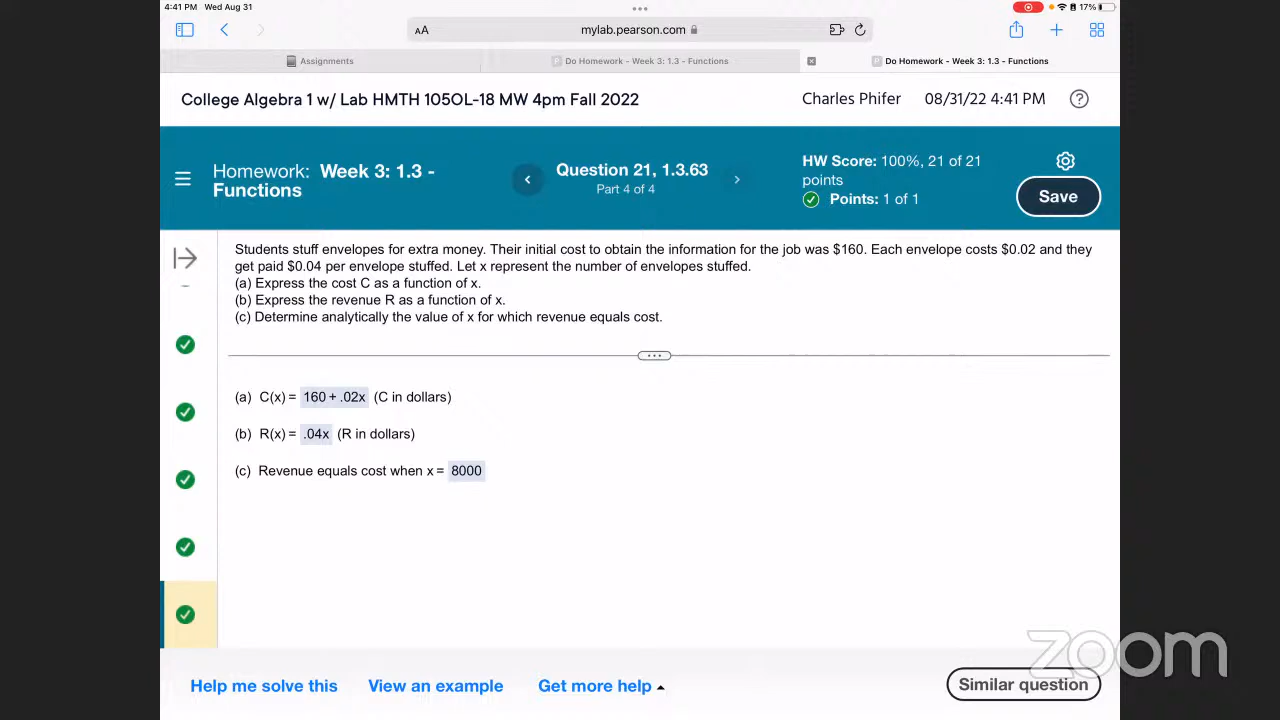 4:41 PM Wed Aug 31
17%
AA mylab.pearson.com
Assignments
Do Homework - Week 3: 1.3 - Functions
Do Homework - Week 3: 1.3 - Functions
College Algebra 1 w/ Lab HMTH 105OL-18 MW 4pm Fall 2022
Charles Phifer 08/31/22 4:41 PM ?
Homework: Week 3: 1.3 -
Functions
Question 21, 1.3.63
Part 4 of 4
HW Score: 100%, 21 of 21
points
Points: 1 of 1
Save
Students stuff envelopes for extra money. Their initial cost to obtain the information for the job was $160. Each envelope costs $0.02 and they
get paid $0.04 per envelope stuffed. Let x represent the number of envelopes stuffed.
(a) Express the cost C as a function of x.
(b) Express the revenue R as a function of x.
(c) Determine analytically the value of x for which revenue equals cost.
(a) C(x) = 160 + .02x (C in dollars)
(b) R(x) = .04x (R in dollars)
(c) Revenue equals cost when x = 8000
Help me solve this
View an example
Get more help
Similar question
zoom